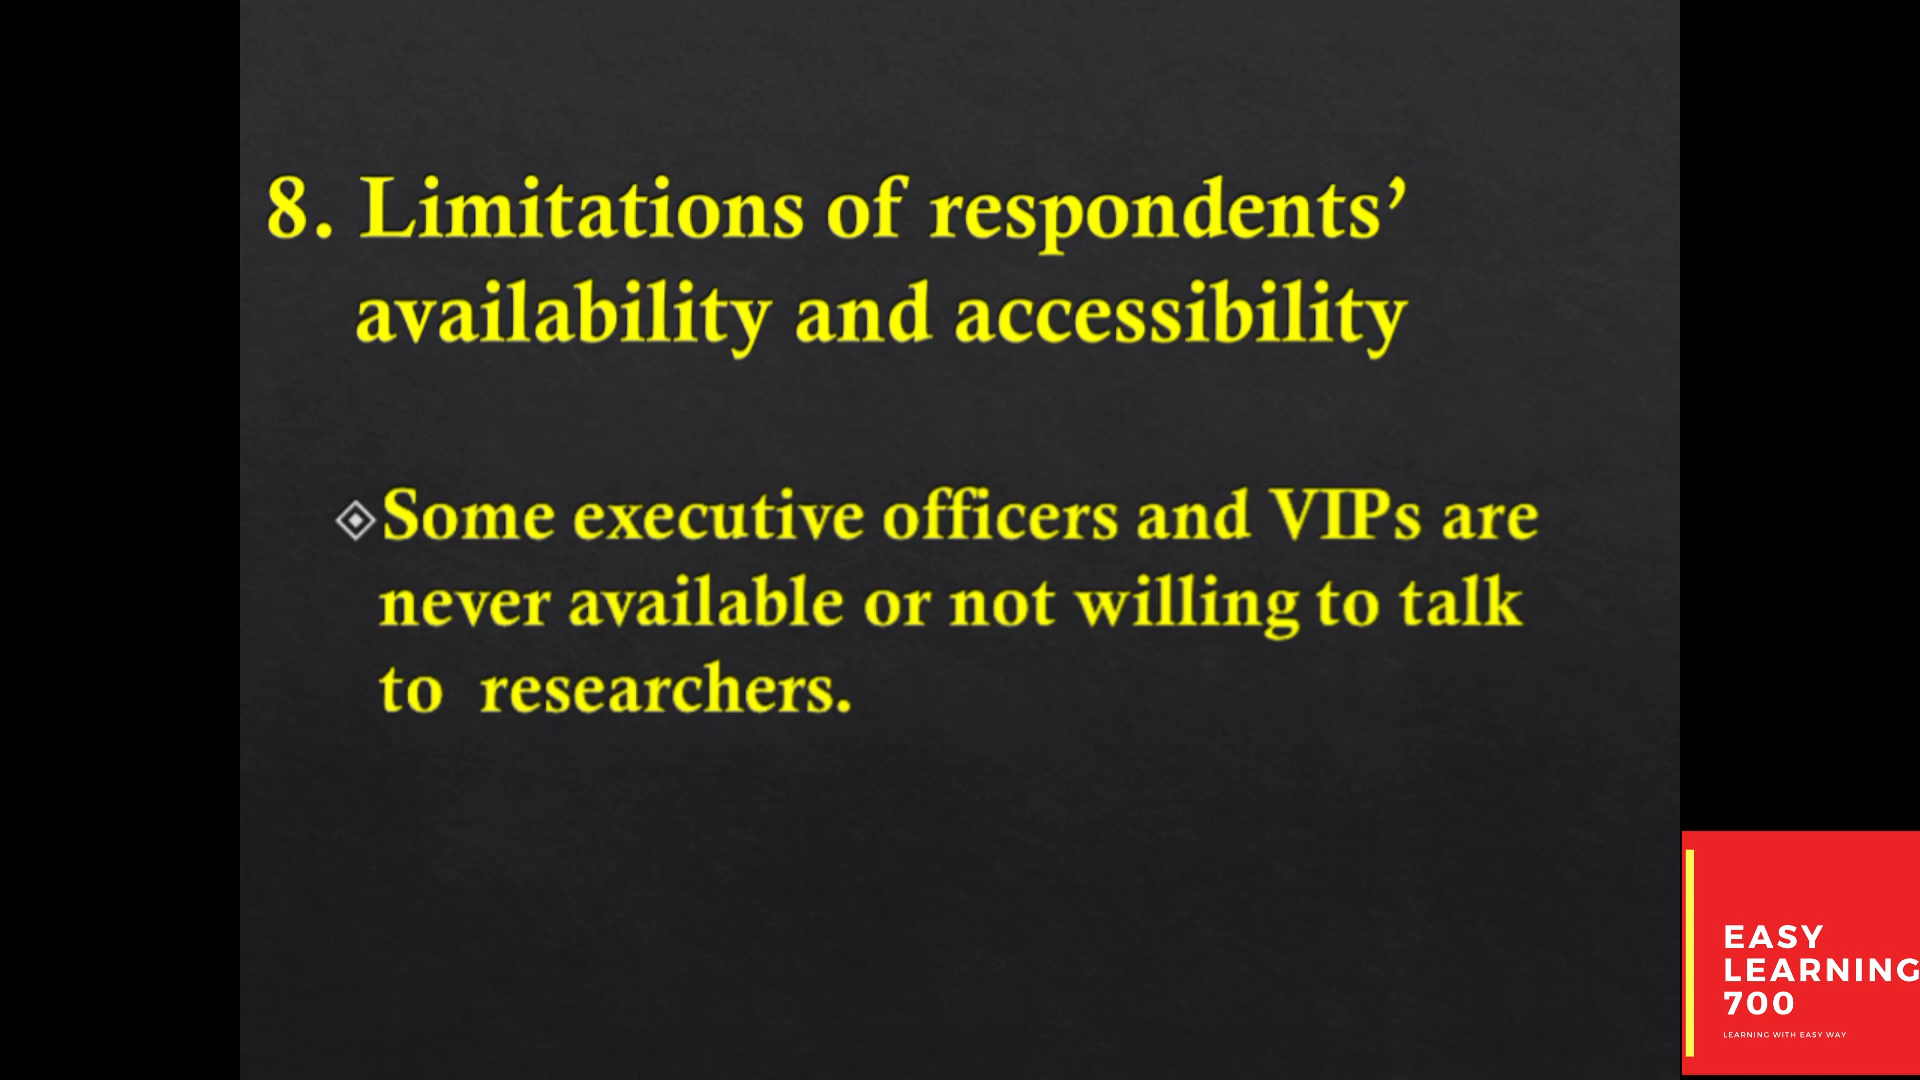 8. Limitations of respondents’
availability and accessibility
Some executive officers and VIPs are
never available or not willing to talk
to  researchers.
EASY
LEARNING
700
LEARNING WITH EASY WAY